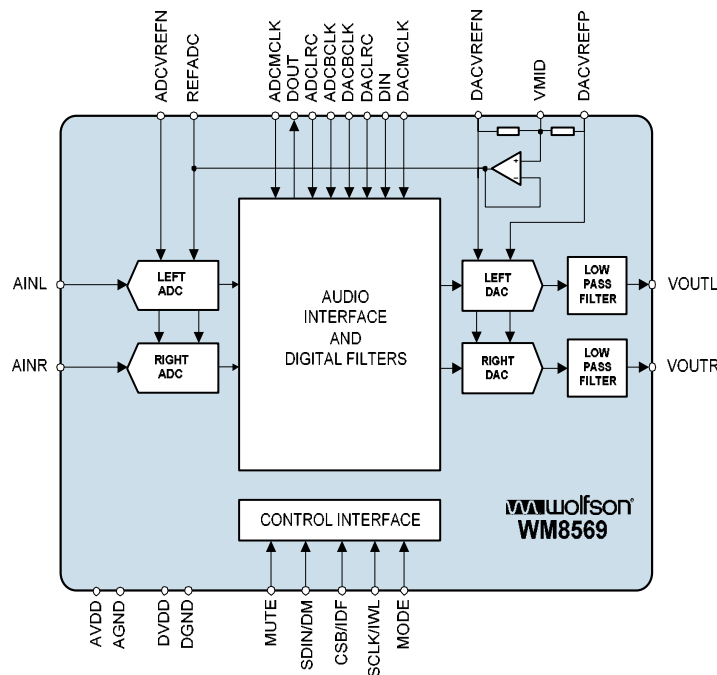 ADCVREFN
REFADC
ADCMCLK
DOUT
ADCLRC
ADCBCLK
DACBCLK
DACLRC
DIN
DACMCLK
DACVREFN
VMID
DACVREFP
+
−
AINL
LEFT
ADC
AUDIO
INTERFACE
AND
DIGITAL FILTERS
LEFT
DAC
LOW
PASS
FILTER
VOUTL
AINR
RIGHT
ADC
RIGHT
DAC
LOW
PASS
FILTER
VOUTR
CONTROL INTERFACE
wolfson®
WM8569
AVDD
AGND
DVDD
DGND
MUTE
SDIN/DM
CSB/IDF
SCLK/IWL
MODE